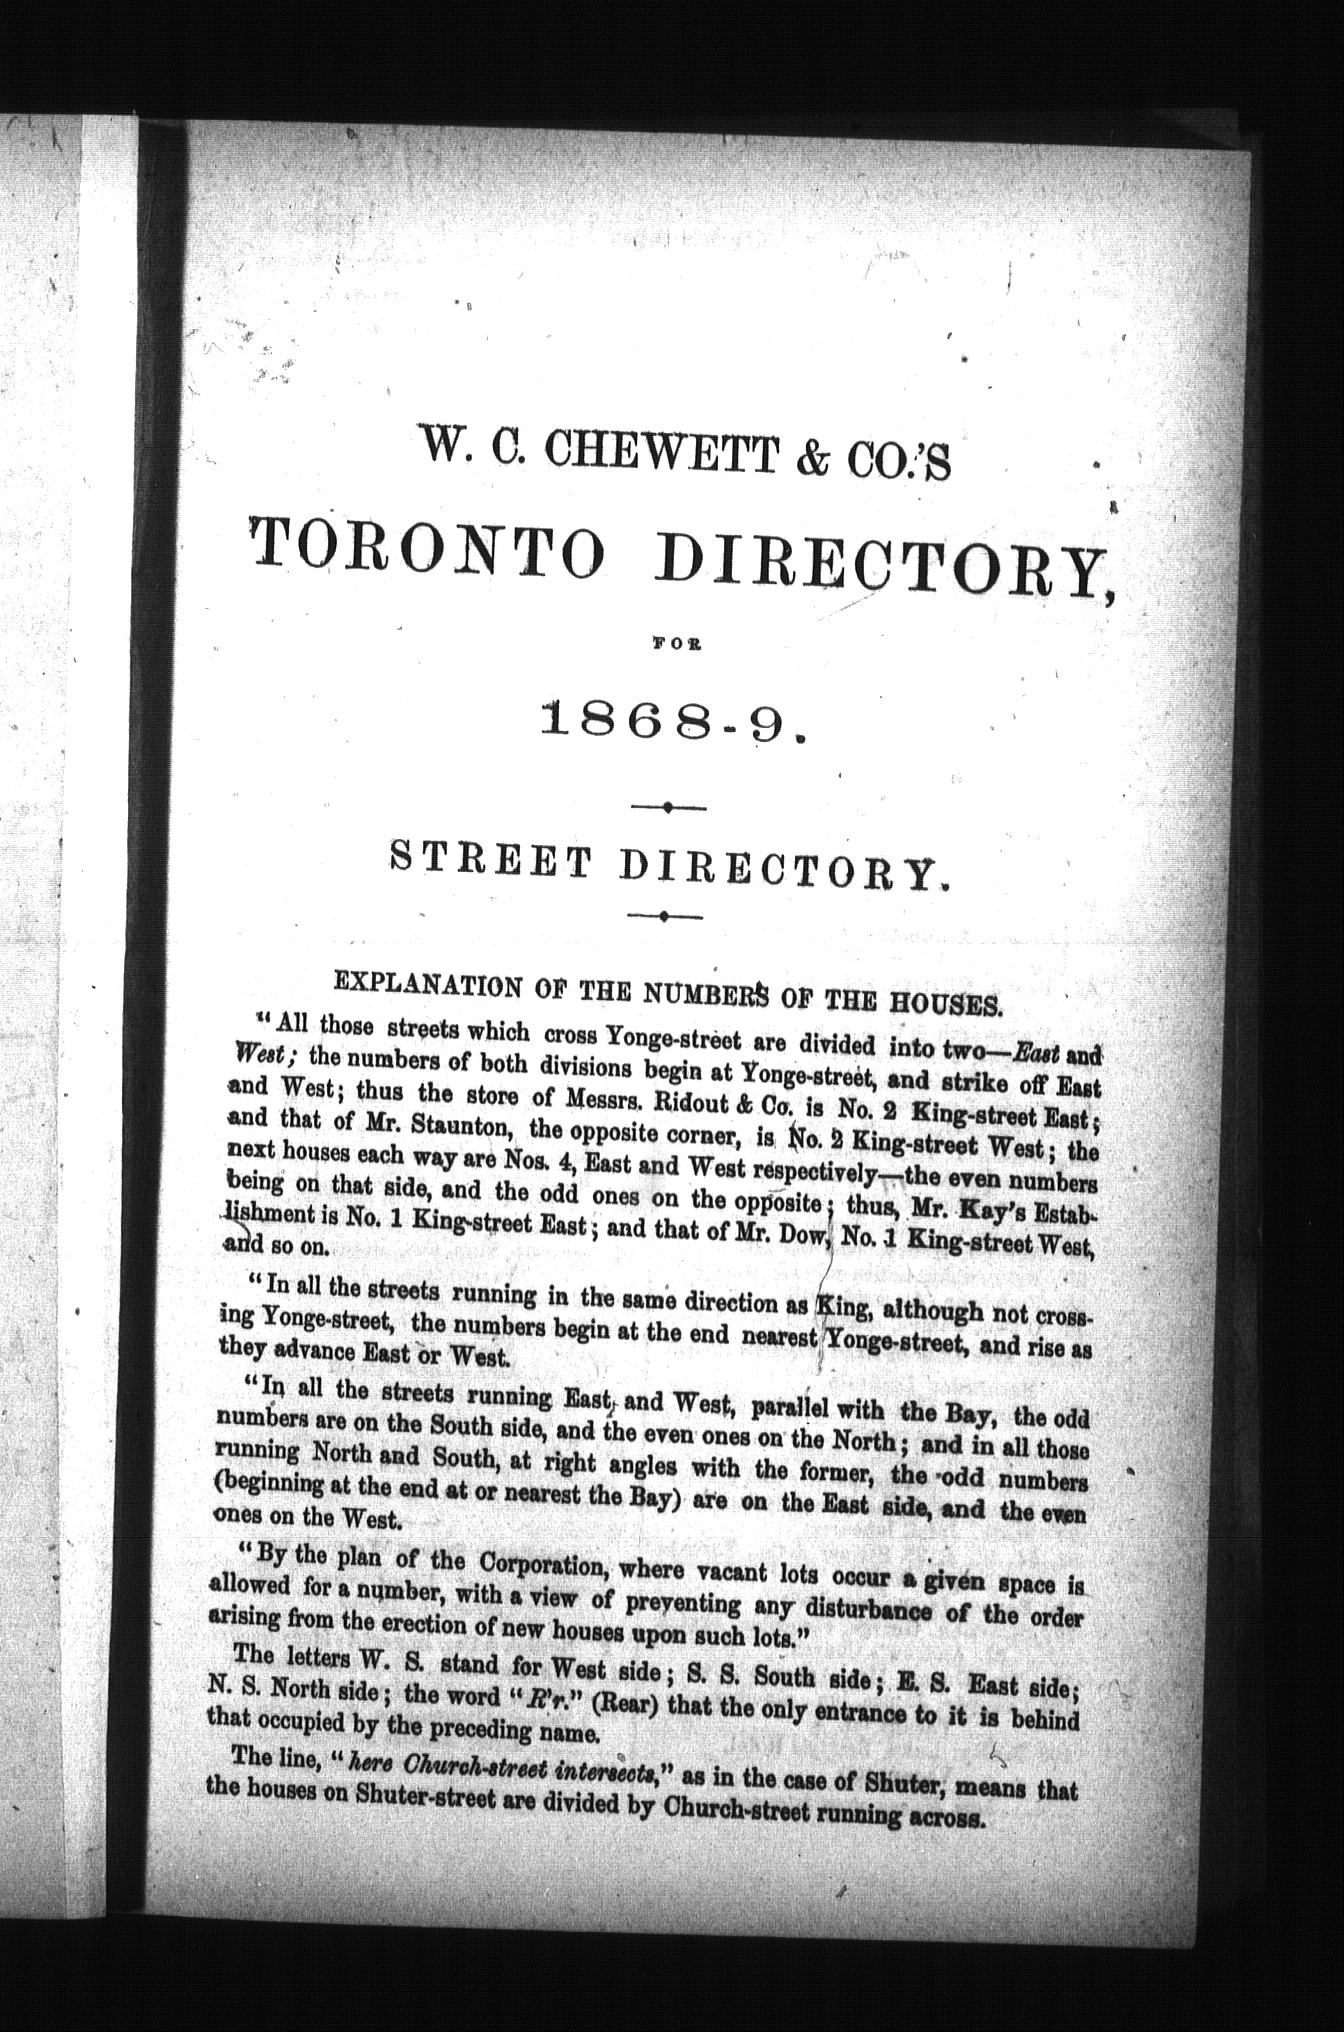 W. C. CHEWETT & CO.'S
TORONTO DIRECTORY,
FOR
1868-9.
STREET DIRECTORY.
EXPLANATION OF THE NUMBERS OF THE HOUSES.
"All those streets which cross Yonge-street are divided into two—East and
West; the numbers of both divisions begin at Yonge-street, and strike off East
and West; thus the store of Messrs. Ridout & Co. is No. 2 King-street East;
and that of Mr. Staunton, the opposite corner, is No. 2 King-street West; the
next houses each way are Nos. 4, East and West respectively—the even numbers
being on that side, and the odd ones on the opposite; thus, Mr. Kay's Estab-
lishment is No. 1 King-street East; and that of Mr. Dow, No. 1 King-street West,
and so on.
"In all the streets running in the same direction as King, although not cross-
ing Yonge-street, the numbers begin at the end nearest Yonge-street, and rise as
they advance East or West.
"In all the streets running East, and West, parallel with the Bay, the odd
numbers are on the South side, and the even ones on the North; and in all those
running North and South, at right angles with the former, the odd numbers
(beginning at the end at or nearest the Bay) are on the East side, and the even
ones on the West.
"By the plan of the Corporation, where vacant lots occur a given space is
allowed for a number, with a view of preventing any disturbance of the order
arising from the erection of new houses upon such lots."
The letters W. S. stand for West side; S. S. South side; E. S. East side;
N. S. North side; the word "R'r." (Rear) that the only entrance to it is behind
that occupied by the preceding name.
The line, "here Church-street intersects," as in the case of Shuter, means that
the houses on Shuter-street are divided by Church-street running across.